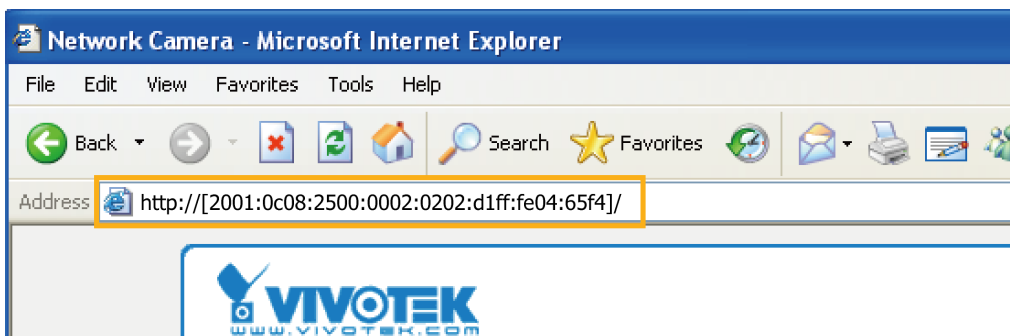 Network Camera - Microsoft Internet Explorer
File Edit View Favorites Tools Help
Back Search Favorites
Address http://[2001:0c08:2500:0002:0202:d1ff:fe04:65f4]/
VIVOTEK
www.vivotek.com